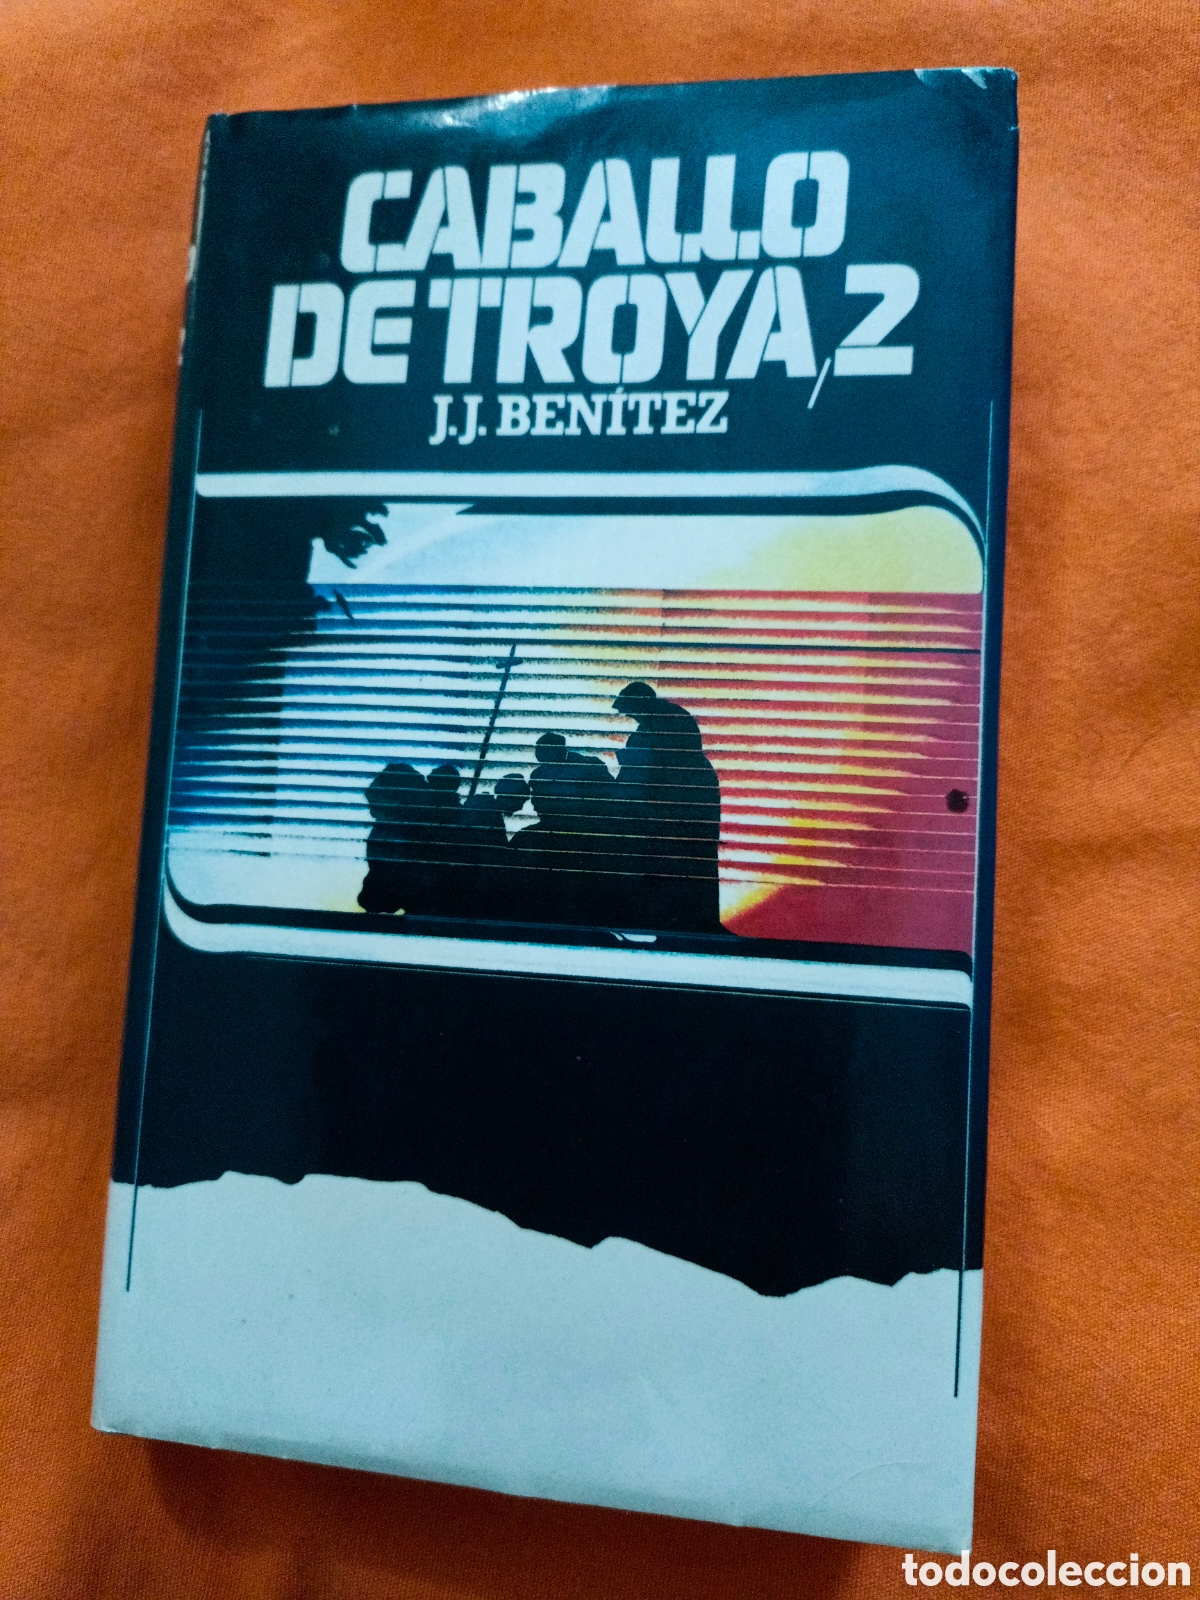 CABALLO
DE TROYA, 2
J.J. BENÍTEZ
todocoleccion